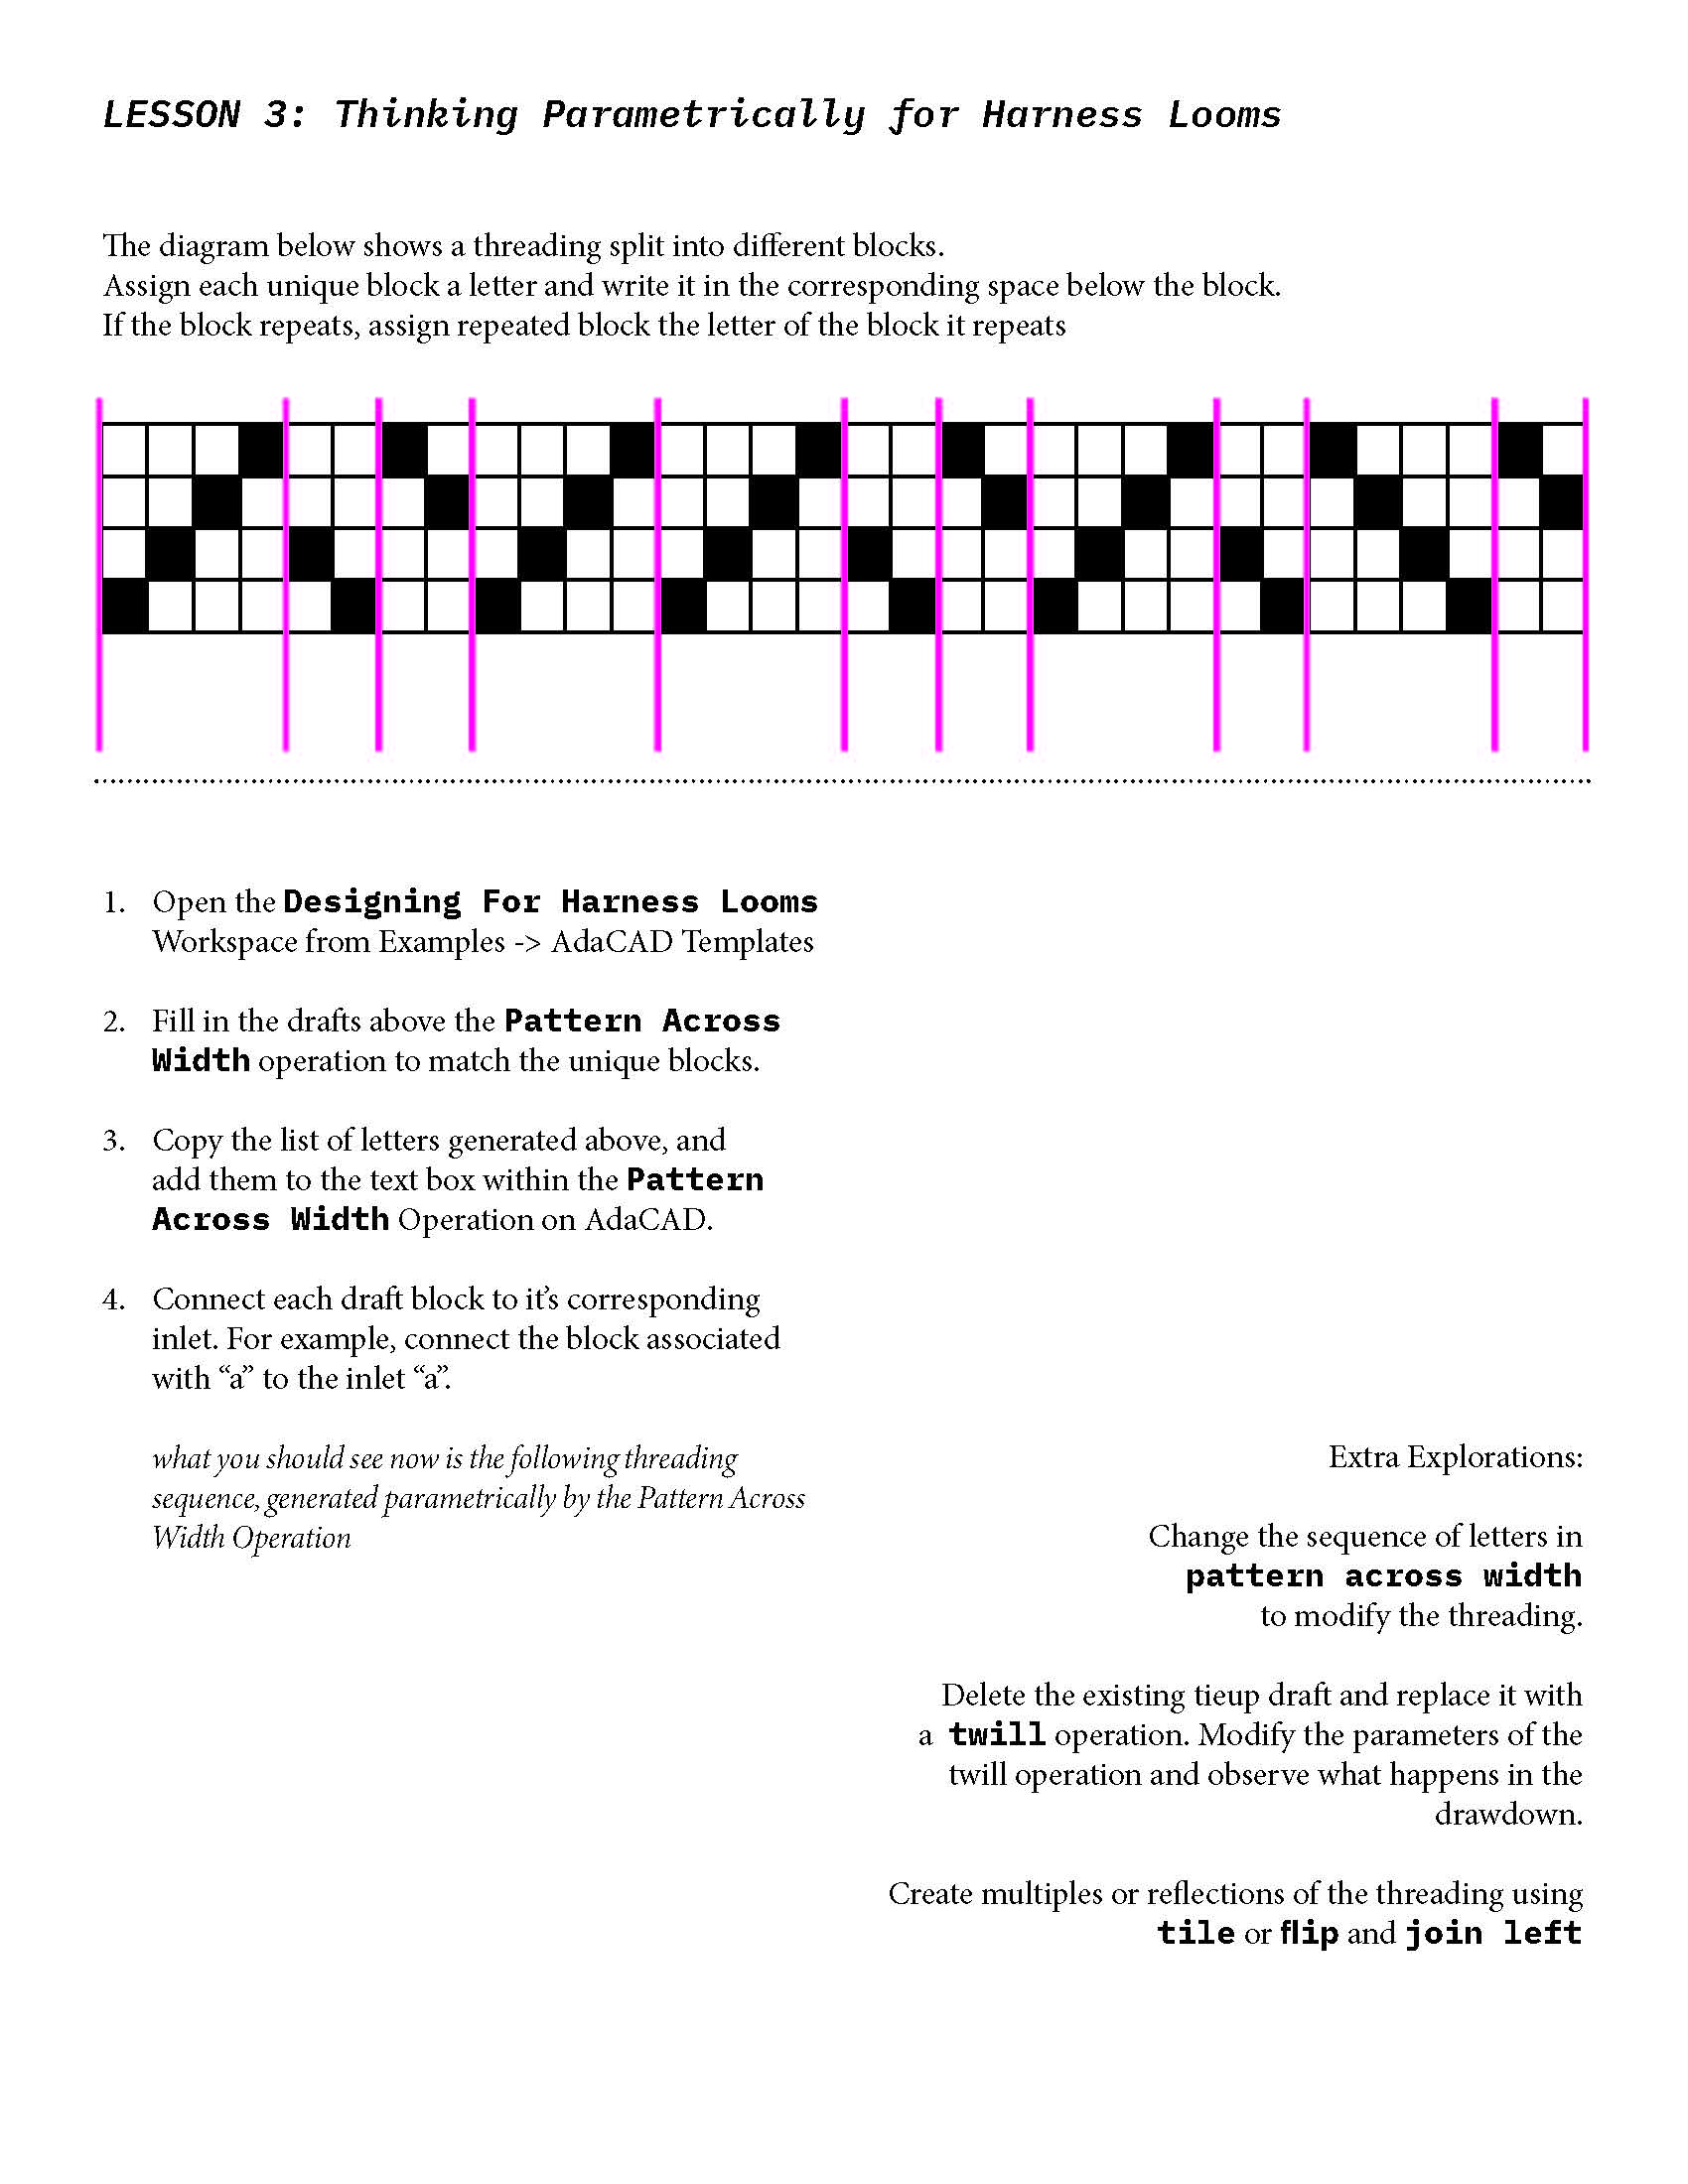 LESSON 3: Thinking Parametrically for Harness Looms
The diagram below shows a threading split into different blocks.
Assign each unique block a letter and write it in the corresponding space below the block.
If the block repeats, assign repeated block the letter of the block it repeats
1. Open the Designing For Harness Looms
Workspace from Examples -> AdaCAD Templates
2. Fill in the drafts above the Pattern Across
Width operation to match the unique blocks.
3. Copy the list of letters generated above, and
add them to the text box within the Pattern
Across Width Operation on AdaCAD.
4. Connect each draft block to it’s corresponding
inlet. For example, connect the block associated
with “a” to the inlet “a”.
what you should see now is the following threading
sequence, generated parametrically by the Pattern Across
Width Operation
Extra Explorations:
Change the sequence of letters in
pattern across width
to modify the threading.
Delete the existing tieup draft and replace it with
a twill operation. Modify the parameters of the
twill operation and observe what happens in the
drawdown.
Create multiples or reflections of the threading using
tile or flip and join left